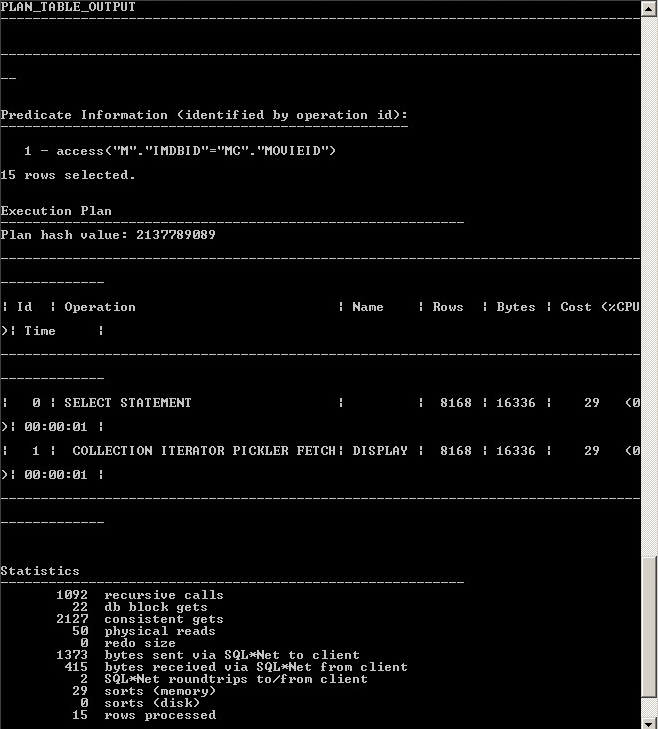 PLAN_TABLE_OUTPUT
--------------------------------------------------------------------------------
--------------------------------------------------------------------------------
--
Predicate Information (identified by operation id):
---------------------------------------------------
   1 - access("M"."IMDBID"="MC"."MOVIEID")
15 rows selected.
Execution Plan
----------------------------------------------------------
Plan hash value: 2137789089
--------------------------------------------------------------------------------
-------------
| Id  | Operation                         | Name    | Rows  | Bytes | Cost (%CPU
)| Time     |
--------------------------------------------------------------------------------
-------------
|   0 | SELECT STATEMENT                  |         |  8168 | 16336 |    29   (0
)| 00:00:01 |
|   1 |  COLLECTION ITERATOR PICKLER FETCH| DISPLAY |  8168 | 16336 |    29   (0
)| 00:00:01 |
--------------------------------------------------------------------------------
-------------
Statistics
----------------------------------------------------------
       1092  recursive calls
         22  db block gets
       2127  consistent gets
         50  physical reads
          0  redo size
       1373  bytes sent via SQL*Net to client
        415  bytes received via SQL*Net from client
          2  SQL*Net roundtrips to/from client
         29  sorts (memory)
          0  sorts (disk)
         15  rows processed